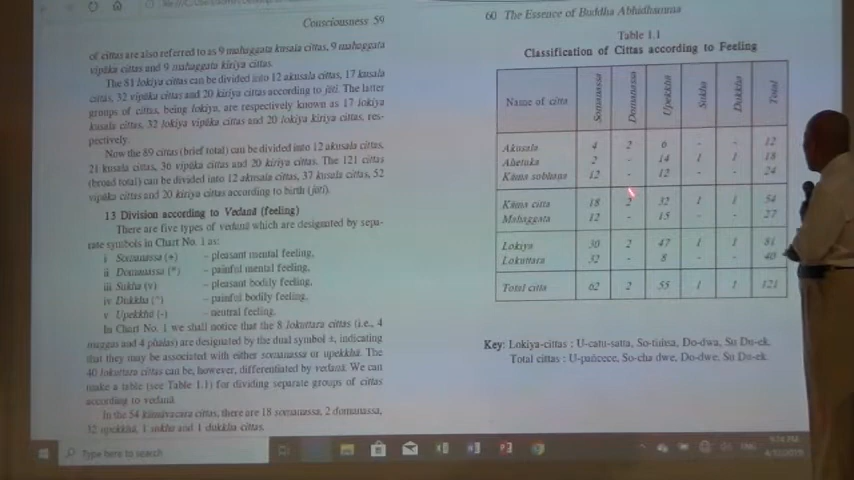 Consciousness 59
of cittas are also referred to as 9 mahaggata kusala cittas, 9 mahaggata
vipāka cittas and 9 mahaggata kiriya cittas.
The 81 lokiya cittas can be divided into 12 akusala cittas, 17 kusala
cittas, 32 vipāka cittas and 20 kiriya cittas according to jāti. The latter
groups of cittas, being lokiya, are respectively known as 17 lokiya
kusala cittas, 32 lokiya vipāka cittas and 20 lokiya kiriya cittas, res-
pectively.
Now the 89 cittas (brief total) can be divided into 12 akusala cittas,
21 kusala cittas, 36 vipāka cittas and 20 kiriya cittas. The 121 cittas
(broad total) can be divided into 12 akusala cittas, 37 kusala cittas, 52
vipāka cittas and 20 kiriya cittas according to birth (jāti).
13 Division according to Vedanā (feeling)
There are five types of vedanā which are designated by sepa-
rate symbols in Chart No. 1 as:
i Somanassa (+) - pleasant mental feeling,
ii Domanassa (*) - painful mental feeling,
iii Sukha (v) - pleasant bodily feeling,
iv Dukkha (^) - painful bodily feeling,
v Upekkhā (-) - neutral feeling.
In Chart No. 1 we shall notice that the 8 lokuttara cittas (i.e., 4
maggas and 4 phalas) are designated by the dual symbol ±, indicating
that they may be associated with either somanassa or upekkhā. The
40 lokuttara cittas can be, however, differentiated by vedanā. We can
make a table (see Table 1.1) for dividing separate groups of cittas
according to vedanā.
In the 54 kāmāvacara cittas, there are 18 somanassa, 2 domanassa,
32 upekkhā, 1 sukha and 1 dukkha cittas.
60 The Essence of Buddha Abhidhamma
Table 1.1
Classification of Cittas according to Feeling
Name of citta Somanassa Domanassa Upekkhā Sukha Dukkha Total
Akusala 4 2 6 - - 12
Ahetuka 2 - 14 1 1 18
Kāma sobhana 12 - 12 - - 24
Kāma citta 18 2 32 1 1 54
Mahaggata 12 - 15 - - 27
Lokiya 30 2 47 1 1 81
Lokuttara 32 - 8 - - 40
Total citta 62 2 55 1 1 121
Key: Lokiya-cittas : U-catu-satta, So-tiṁsa, Do-dwa, Su Du-ek.
Total cittas : U-pañcece, So-cha dwe, Do-dwe, Su Du-ek.
Type here to search
ENG